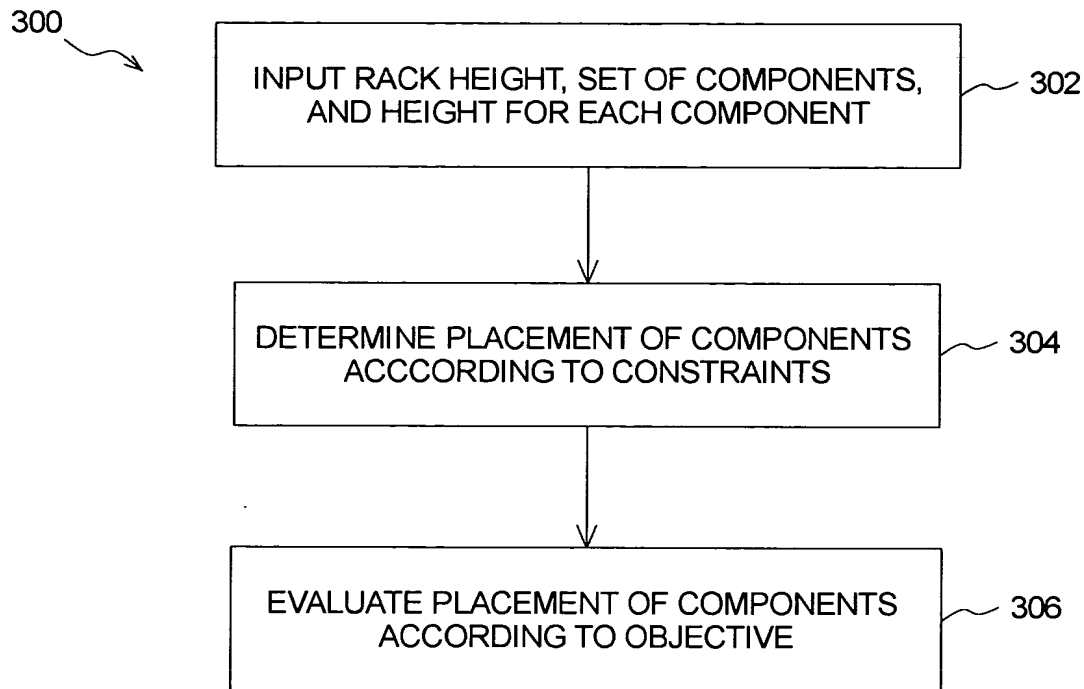 300
INPUT RACK HEIGHT, SET OF COMPONENTS,
AND HEIGHT FOR EACH COMPONENT
302
DETERMINE PLACEMENT OF COMPONENTS
ACCCORDING TO CONSTRAINTS
304
EVALUATE PLACEMENT OF COMPONENTS
ACCORDING TO OBJECTIVE
306